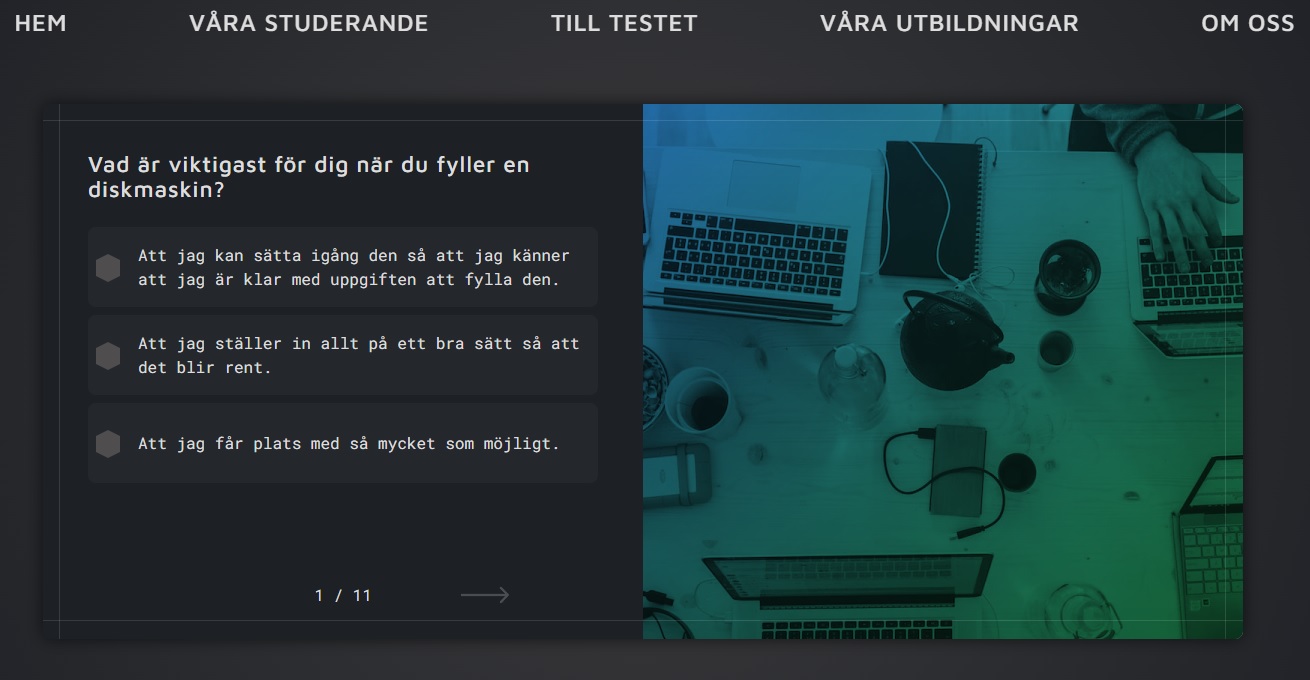 HEM
VÅRA STUDERANDE
TILL TESTET
VÅRA UTBILDNINGAR
OM OSS
Vad är viktigast för dig när du fyller en
diskmaskin?
Att jag kan sätta igång den så att jag känner
att jag är klar med uppgiften att fylla den.
Att jag ställer in allt på ett bra sätt så att
det blir rent.
Att jag får plats med så mycket som möjligt.
1 / 11